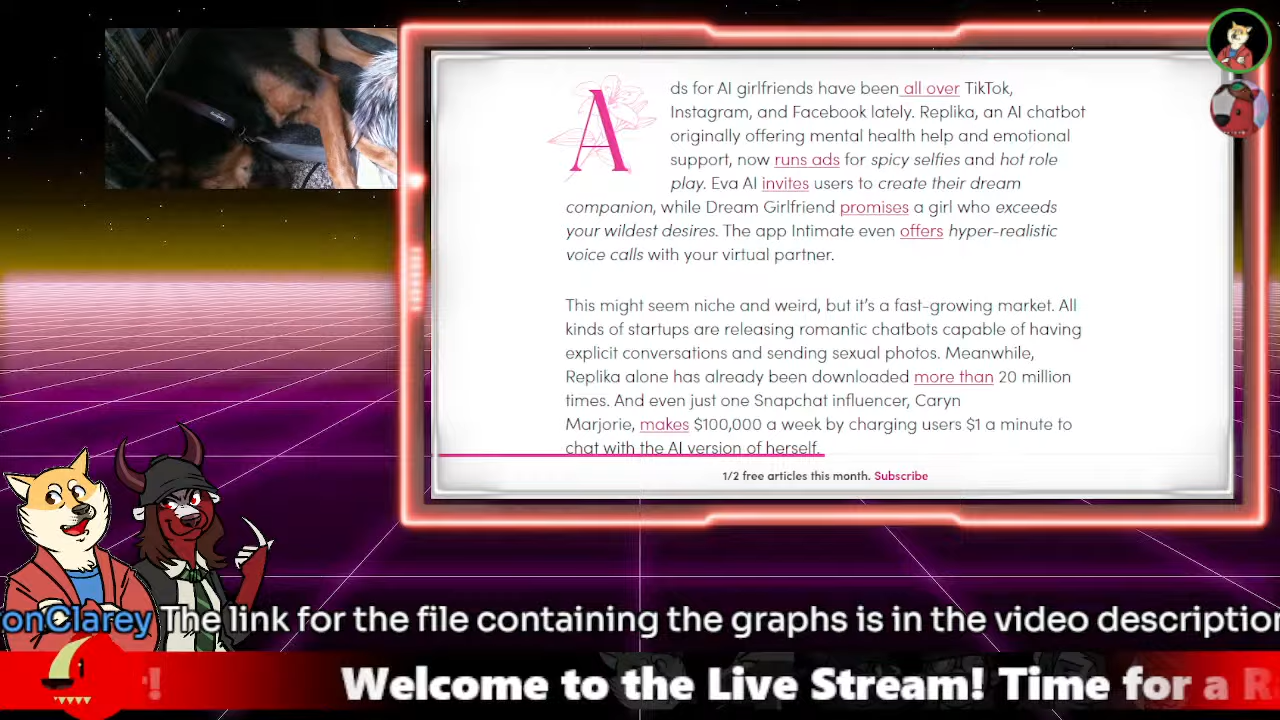 Ads for AI girlfriends have been all over TikTok,
Instagram, and Facebook lately. Replika, an AI chatbot
originally offering mental health help and emotional
support, now runs ads for spicy selfies and hot role
play. Eva AI invites users to create their dream
companion, while Dream Girlfriend promises a girl who exceeds
your wildest desires. The app Intimate even offers hyper-realistic
voice calls with your virtual partner.
This might seem niche and weird, but it's a fast-growing market. All
kinds of startups are releasing romantic chatbots capable of having
explicit conversations and sending sexual photos. Meanwhile,
Replika alone has already been downloaded more than 20 million
times. And even just one Snapchat influencer, Caryn
Marjorie, makes $100,000 a week by charging users $1 a minute to
chat with the AI version of herself.
1/2 free articles this month. Subscribe
onClarey The link for the file containing the graphs is in the video description
! Welcome to the Live Stream! Time for a R